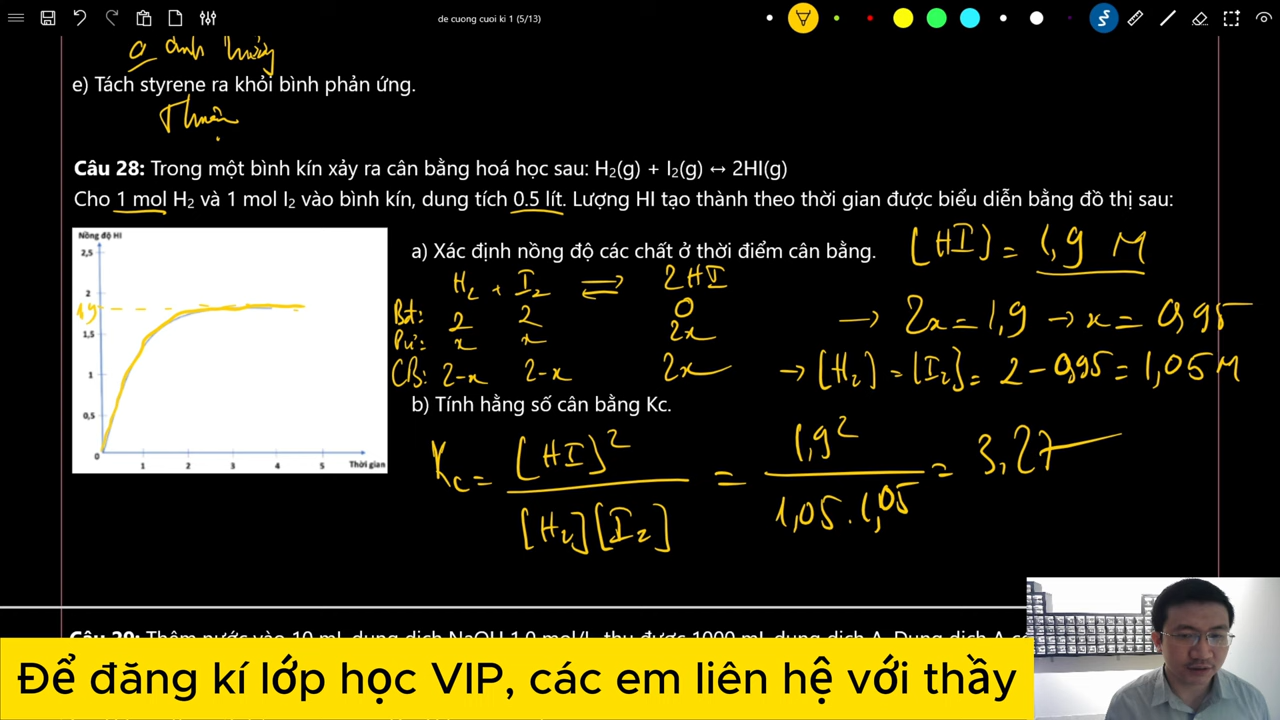 de cuong cuoi ki 1 (5/13)
o ảnh hưởng
e) Tách styrene ra khỏi bình phản ứng.
Thuận
Câu 28: Trong một bình kín xảy ra cân bằng hoá học sau: H₂(g) + I₂(g) ↔ 2HI(g)
Cho 1 mol H₂ và 1 mol I₂ vào bình kín, dung tích 0.5 lít. Lượng HI tạo thành theo thời gian được biểu diễn bằng đồ thị sau:
Nồng độ HI
2,5
2
1,9
1,5
1
0,5
0
1 2 3 4 5 Thời gian
a) Xác định nồng độ các chất ở thời điểm cân bằng.
[HI] = 1,9 M
H₂ + I₂ ⇌ 2HI
Bđ: 2 2 0
Pư: x x 2x
CB: 2-x 2-x 2x
→ 2x = 1,9 → x = 0,95
→ [H₂] = [I₂] = 2 - 0,95 = 1,05 M
b) Tính hằng số cân bằng Kc.
Kc = [HI]² / [H₂][I₂] = 1,9² / 1,05.1,05 = 3,27
Để đăng kí lớp học VIP, các em liên hệ với thầy